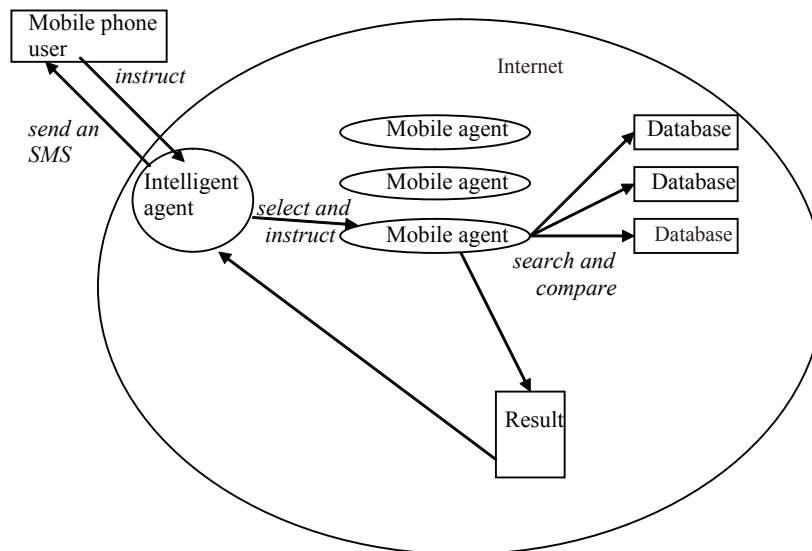 Mobile phone
user
instruct
Internet
send an
SMS
Mobile agent
Database
Intelligent
agent
Mobile agent
Database
select and
instruct
Mobile agent
Database
search and
compare
Result